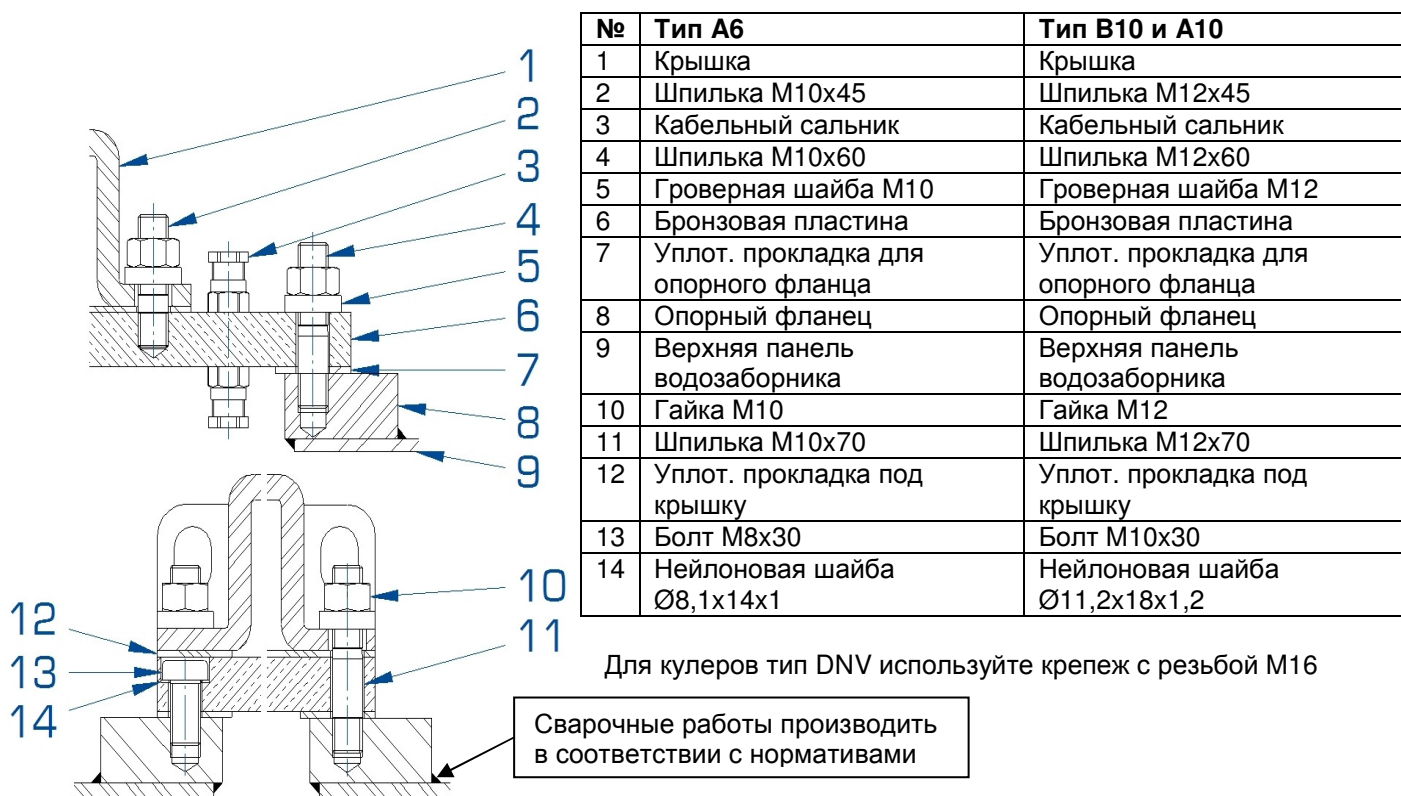 № Тип А6 Тип В10 и А10
1 Крышка Крышка
2 Шпилька М10х45 Шпилька М12х45
3 Кабельный сальник Кабельный сальник
4 Шпилька М10х60 Шпилька М12х60
5 Гроверная шайба М10 Гроверная шайба М12
6 Бронзовая пластина Бронзовая пластина
7 Уплот. прокладка для Уплот. прокладка для
опорного фланца опорного фланца
8 Опорный фланец Опорный фланец
9 Верхняя панель Верхняя панель
водозаборника водозаборника
10 Гайка М10 Гайка М12
11 Шпилька М10х70 Шпилька М12х70
12 Уплот. прокладка под Уплот. прокладка под
крышку крышку
13 Болт М8х30 Болт М10х30
14 Нейлоновая шайба Нейлоновая шайба
Ø8,1х14х1 Ø11,2х18х1,2
1
2
3
4
5
6
7
8
9
10
11
12
13
14
Для кулеров тип DNV используйте крепеж с резьбой М16
Сварочные работы производить
в соответствии с нормативами